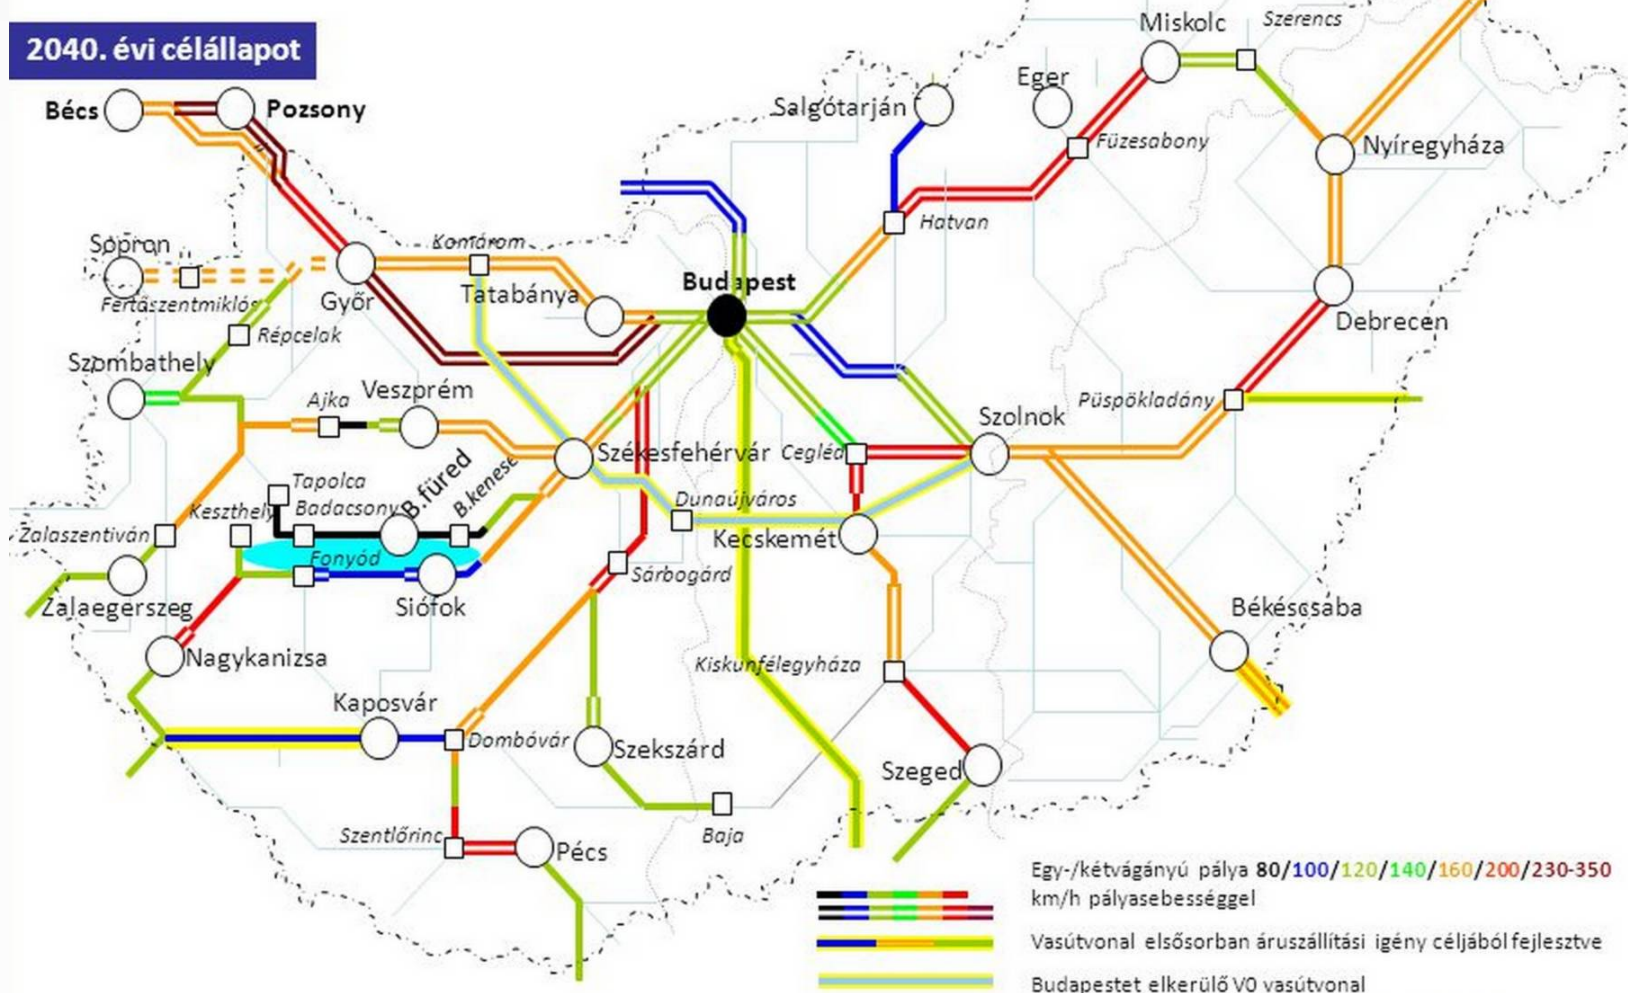 2040. évi célállapot
Miskolc
Szerencs
Eger
Salgótarján
Bécs
Pozsony
Füzesabony
Nyíregyháza
Hatvan
Sopron
Komárom
Budapest
Fertőszentmiklós
Győr
Tatabánya
Répcelak
Debrecen
Szombathely
Ajka
Veszprém
Püspökladány
Szolnok
Székesfehérvár
Cegléd
Tapolca
B.füred
B.kenese
Badacsony
Keszthely
Dunaújváros
Zalaszentiván
Kecskemét
Fonyód
Sárbogárd
Zalaegerszeg
Siófok
Békéscsaba
Nagykanizsa
Kiskunfélegyháza
Kaposvár
Dombóvár
Szekszárd
Szeged
Szentlőrinc
Baja
Pécs
Egy-/kétvágányú pálya 80/100/120/140/160/200/230-350
km/h pályasebességgel
Vasútvonal elsősorban áruszállítási igény céljából fejlesztve
Budapestet elkerülő V0 vasútvonal